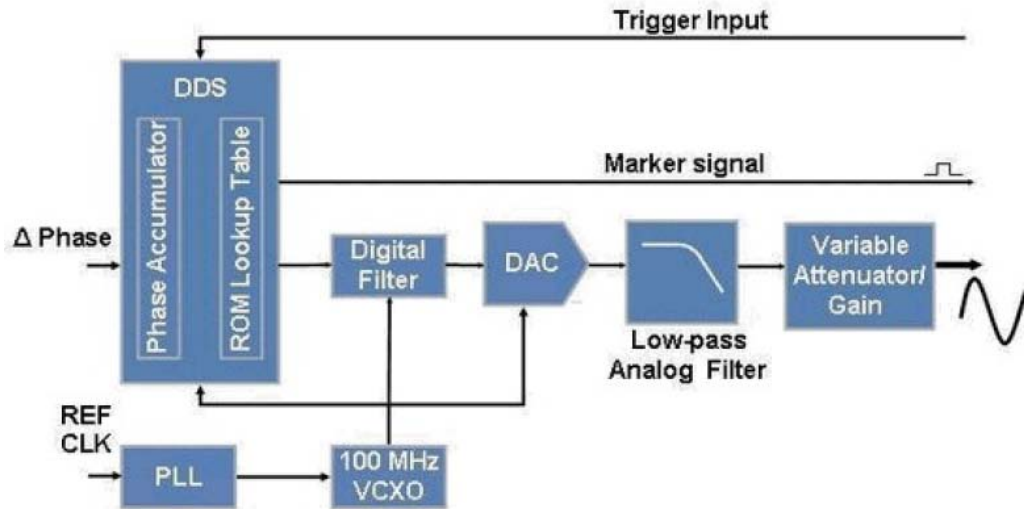 Trigger Input
DDS
Phase Accumulator
ROM Lookup Table
Marker signal
Δ Phase
Digital
Filter
DAC
Variable
Attenuator/
Gain
Low-pass
Analog Filter
REF
CLK
PLL
100 MHz
VCXO